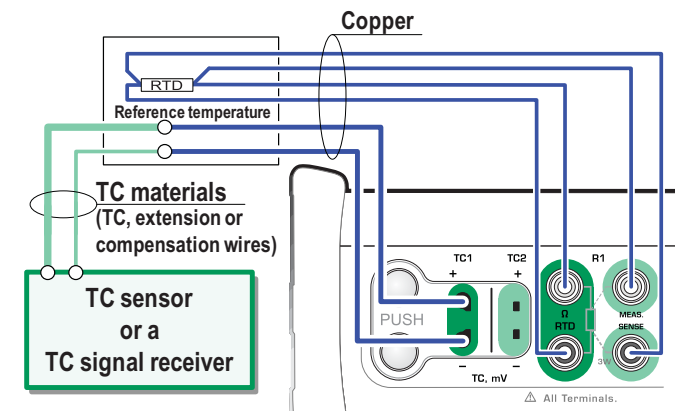 Copper
RTD
Reference temperature
TC materials
(TC, extension or
compensation wires)
TC sensor
or a
TC signal receiver
TC1
TC2
R1
+
+
PUSH
Ω
RTD
MEAS.
SENSE
3W
–
–
TC, mV
⚠ All Terminals.